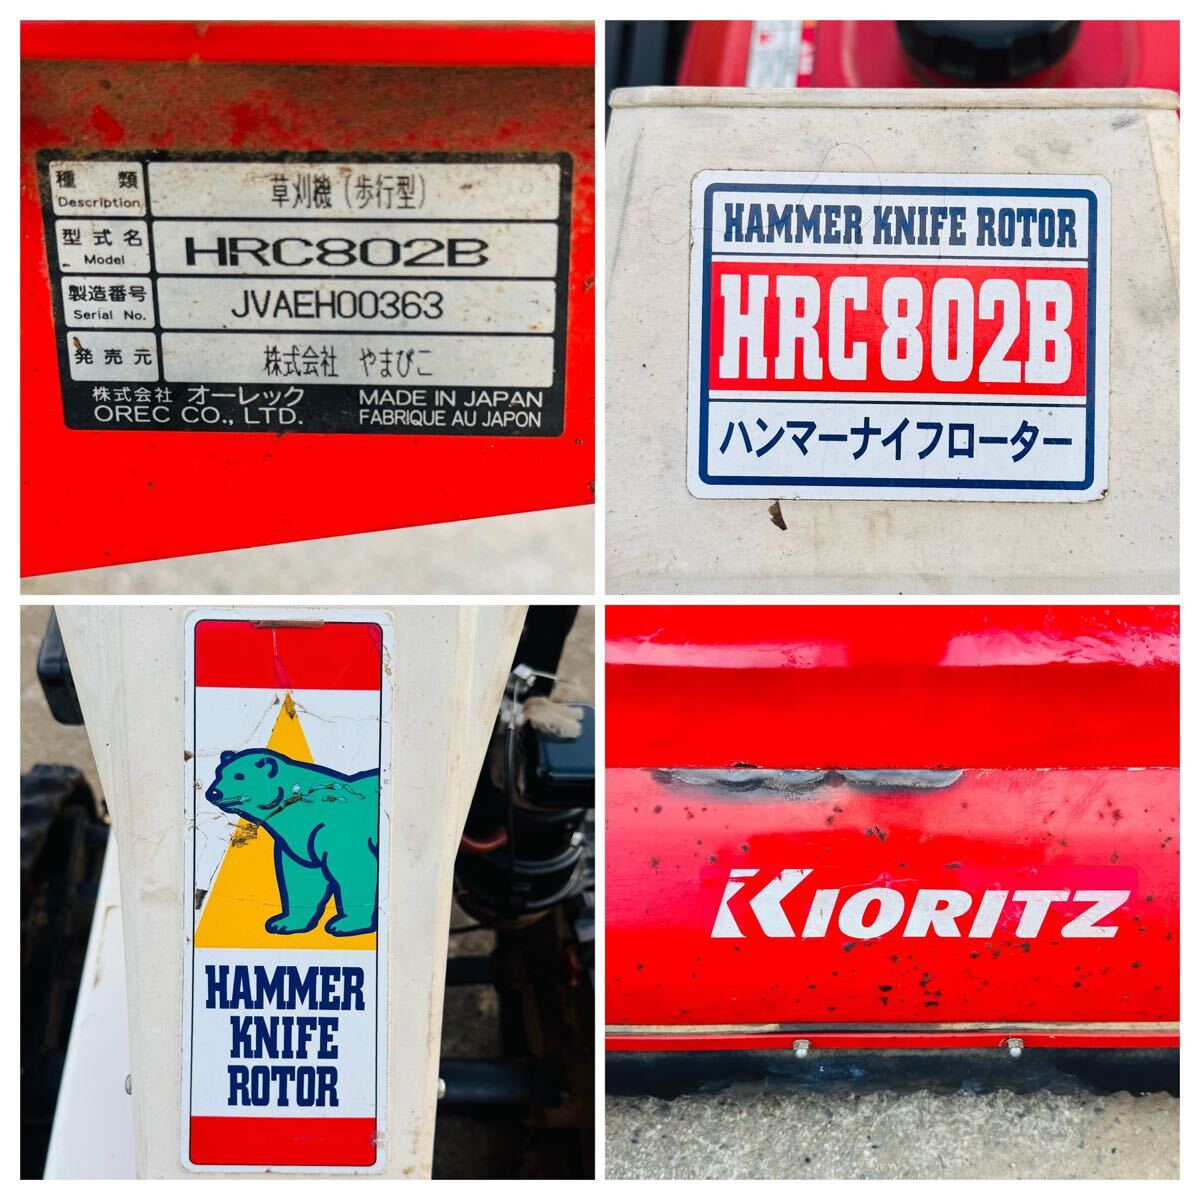 種類 草刈機(歩行型)
Description
型式名 HRC802B
Model
製造番号 JVAEH00363
Serial No.
発売元 株式会社 やまびこ
株式会社 オーレック MADE IN JAPAN
OREC CO., LTD. FABRIQUE AU JAPON
HAMMER KNIFE ROTOR
HRC802B
ハンマーナイフローター
HAMMER
KNIFE
ROTOR
KIORITZ